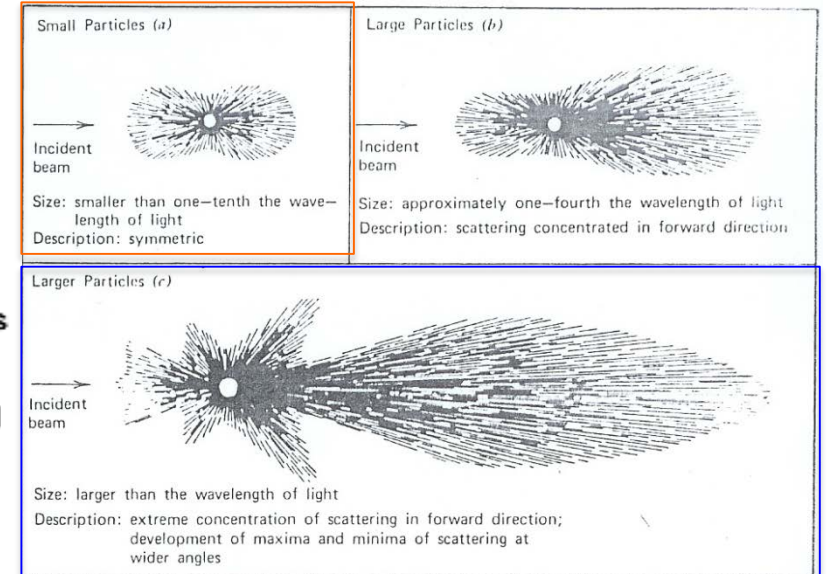 Small Particles (a)
Incident
beam
Size: smaller than one-tenth the wave-
length of light
Description: symmetric
Large Particles (b)
Incident
beam
Size: approximately one-fourth the wavelength of light
Description: scattering concentrated in forward direction
Larger Particles (c)
Incident
beam
Size: larger than the wavelength of light
Description: extreme concentration of scattering in forward direction;
development of maxima and minima of scattering at
wider angles